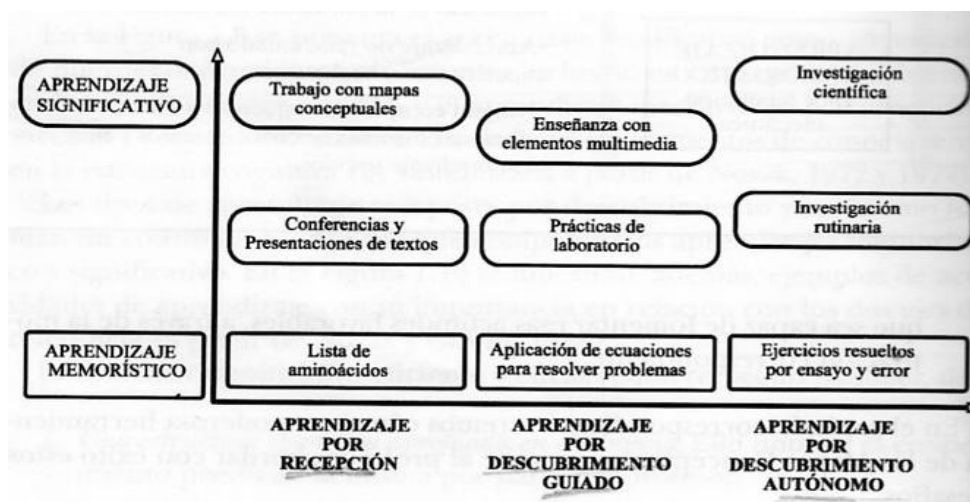 APRENDIZAJE
SIGNIFICATIVO
Trabajo con mapas
conceptuales
Investigación
científica
Enseñanza con
elementos multimedia
Conferencias y
Presentaciones de textos
Prácticas de
laboratorio
Investigación
rutinaria
APRENDIZAJE
MEMORÍSTICO
Lista de
aminoácidos
Aplicación de ecuaciones
para resolver problemas
Ejercicios resueltos
por ensayo y error
APRENDIZAJE
POR
RECEPCIÓN
APRENDIZAJE
POR
DESCUBRIMIENTO
GUIADO
APRENDIZAJE
POR
DESCUBRIMIENTO
AUTÓNOMO